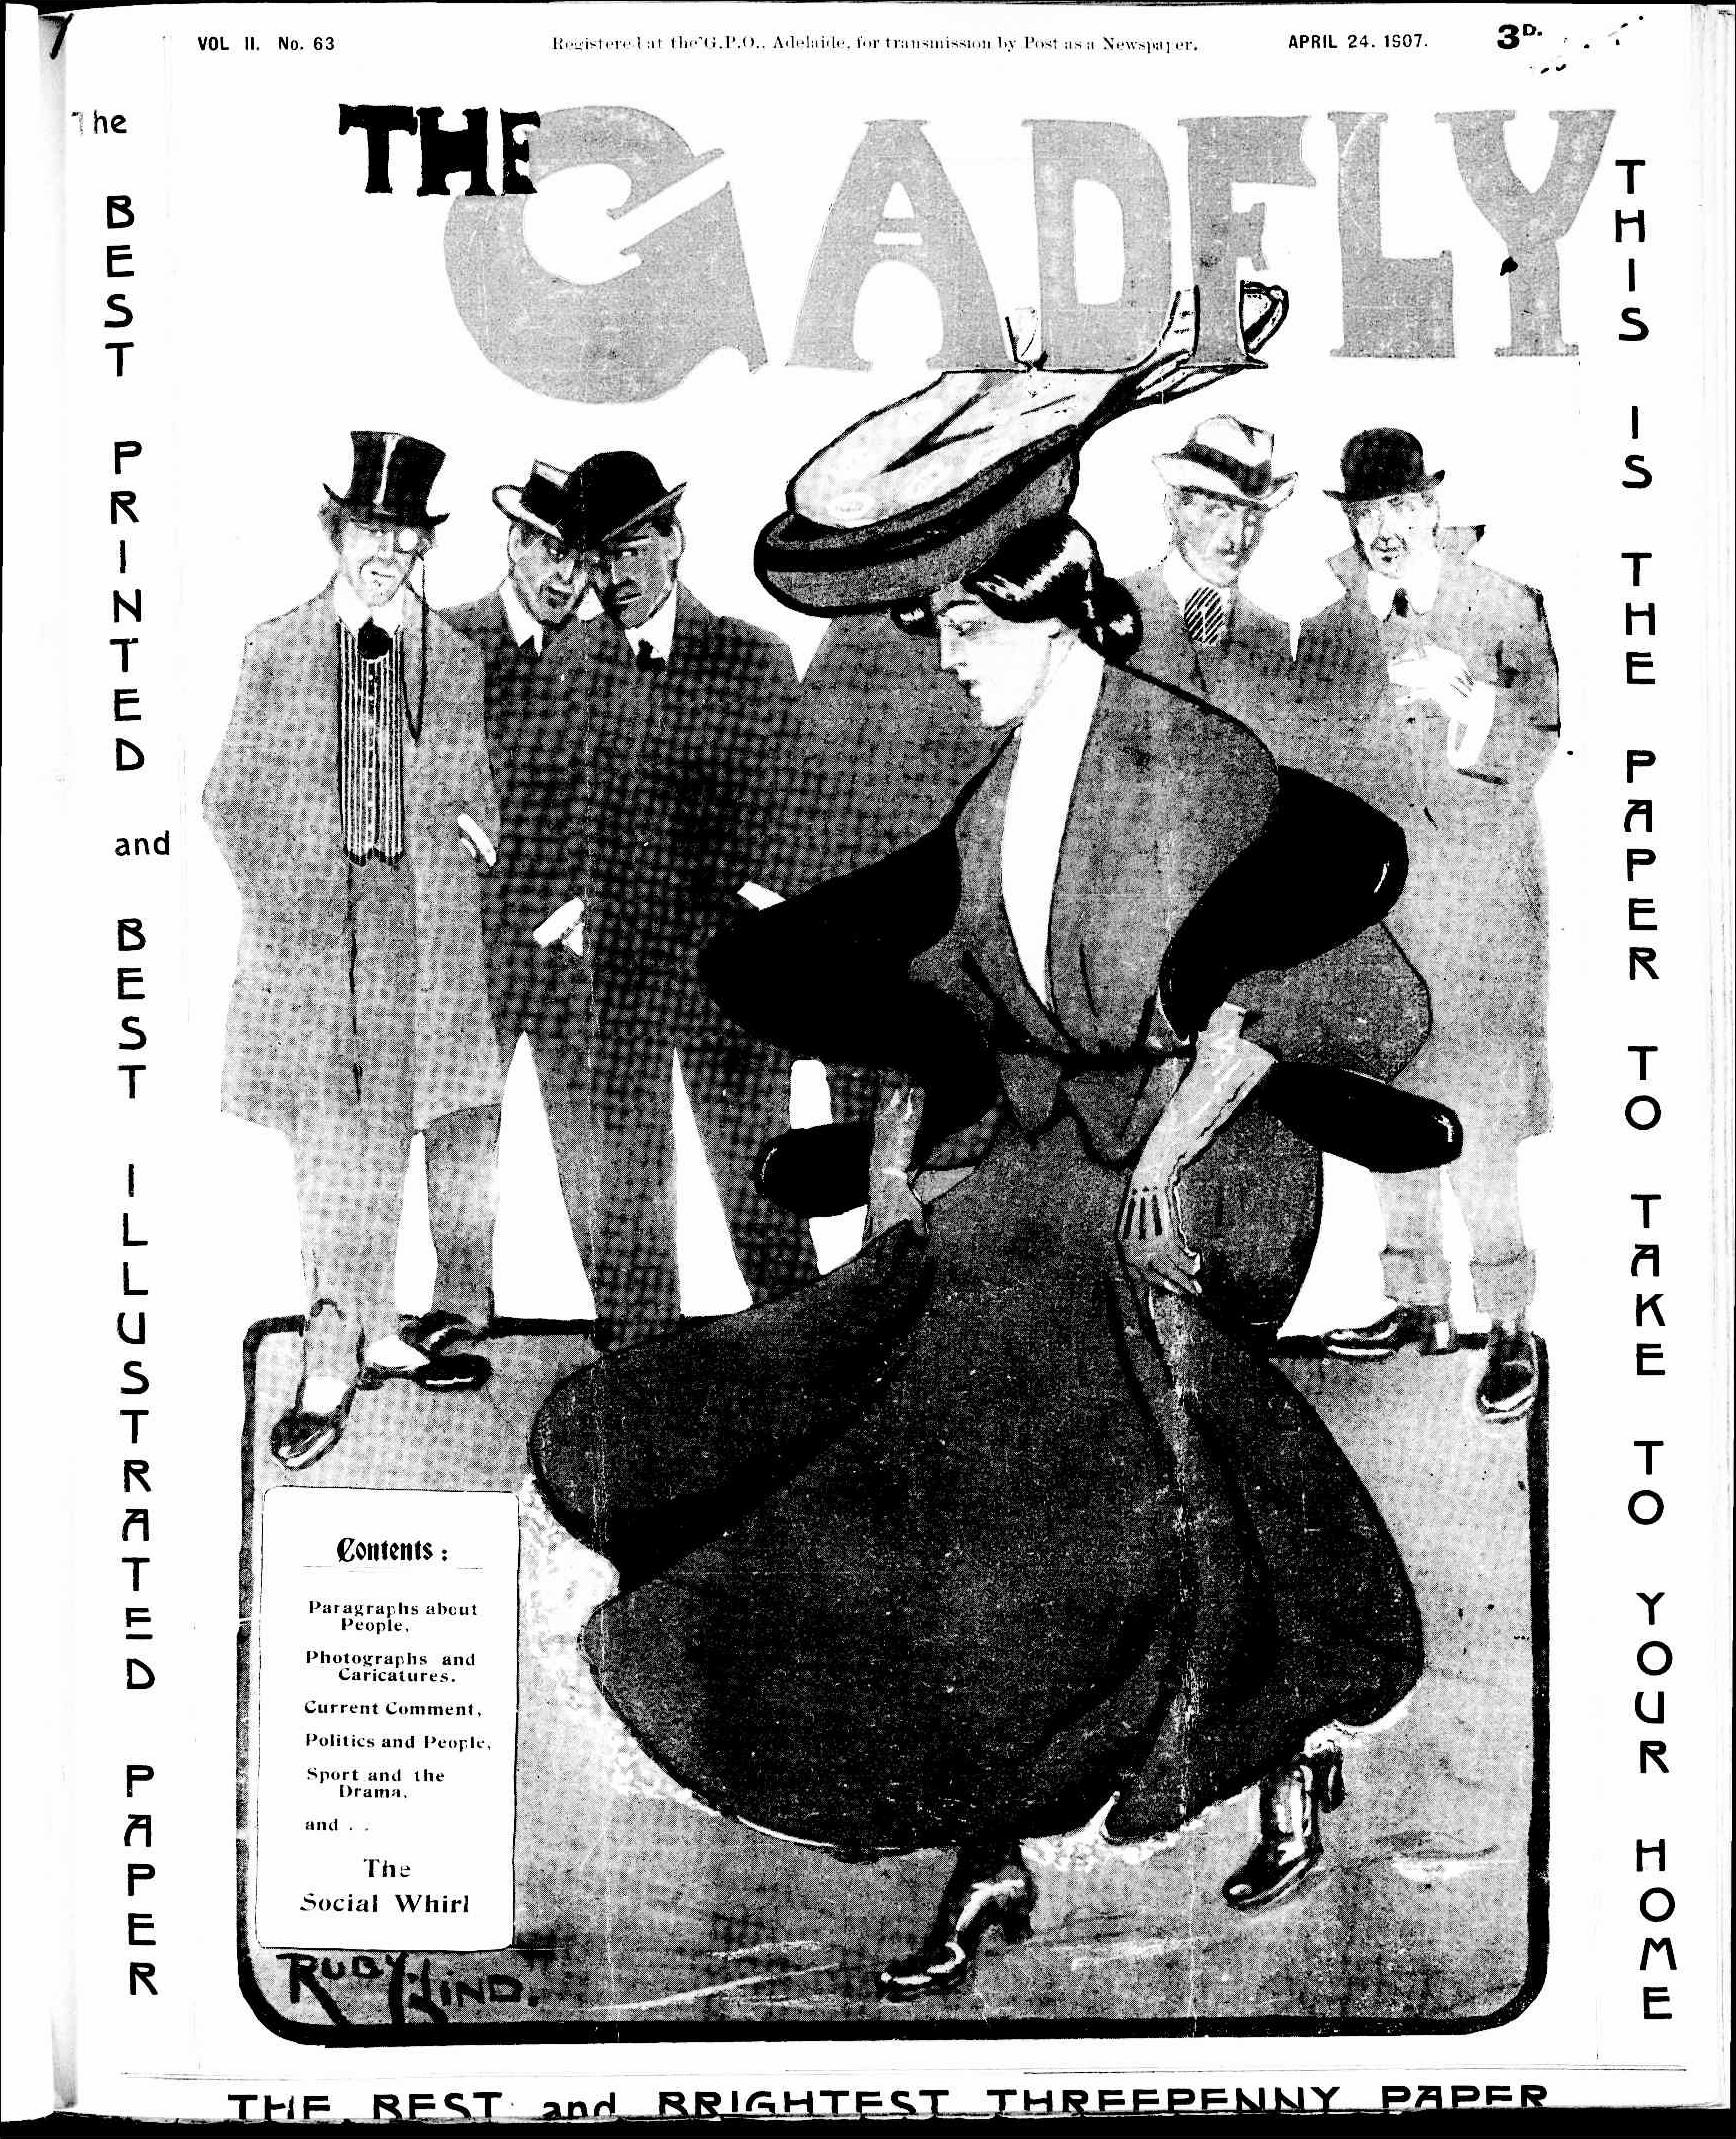 VOL II. No. 63
Registered at the G.P.O., Adelaide, for transmission by Post as a Newspaper.
APRIL 24. 1907.
3D.
THE GADFLY
The
BEST
PRINTED
and
BEST
ILLUSTRATED
PAPER
THIS
IS
THE
PAPER
TO
TAKE
TO
YOUR
HOME
Contents:
Paragraphs about
People,
Photographs and
Caricatures.
Current Comment,
Politics and People,
Sport and the
Drama,
and . .
The
Social Whirl
RUBY LIND.
THE BEST and BRIGHTEST THREEPENNY PAPER